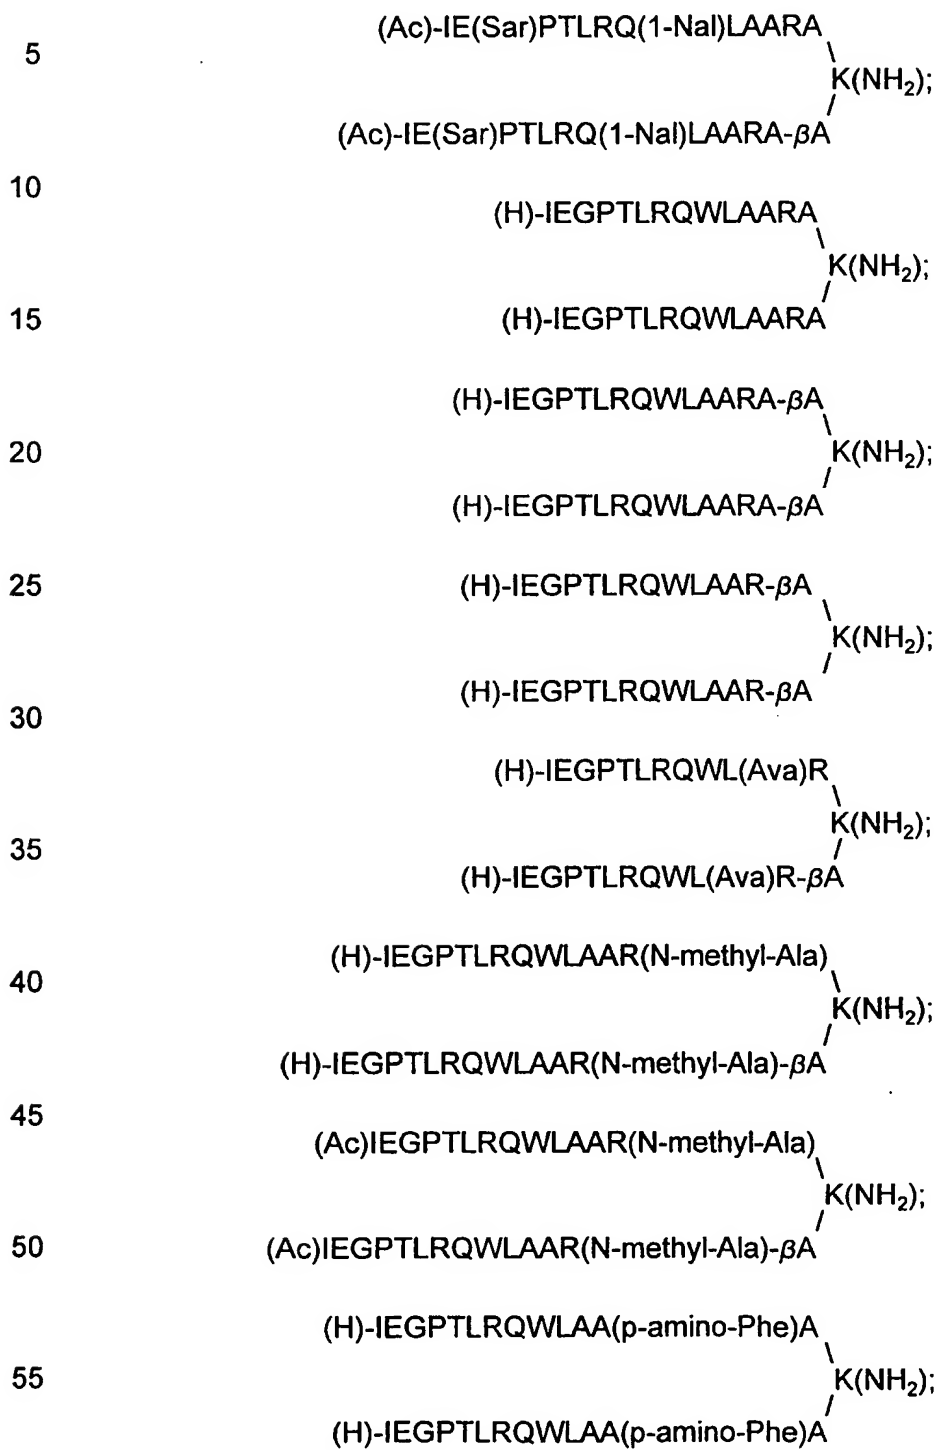 (Ac)-IE(Sar)PTLRQ(1-Nal)LAARA
5
K(NH₂);
(Ac)-IE(Sar)PTLRQ(1-Nal)LAARA-βA
10
(H)-IEGPTLRQWLAARA
K(NH₂);
15
(H)-IEGPTLRQWLAARA
(H)-IEGPTLRQWLAARA-βA
20
K(NH₂);
(H)-IEGPTLRQWLAARA-βA
25
(H)-IEGPTLRQWLAAR-βA
K(NH₂);
(H)-IEGPTLRQWLAAR-βA
30
(H)-IEGPTLRQWL(Ava)R
K(NH₂);
35
(H)-IEGPTLRQWL(Ava)R-βA
(H)-IEGPTLRQWLAAR(N-methyl-Ala)
40
K(NH₂);
(H)-IEGPTLRQWLAAR(N-methyl-Ala)-βA
45
(Ac)IEGPTLRQWLAAR(N-methyl-Ala)
K(NH₂);
50
(Ac)IEGPTLRQWLAAR(N-methyl-Ala)-βA
(H)-IEGPTLRQWLAA(p-amino-Phe)A
55
K(NH₂);
(H)-IEGPTLRQWLAA(p-amino-Phe)A